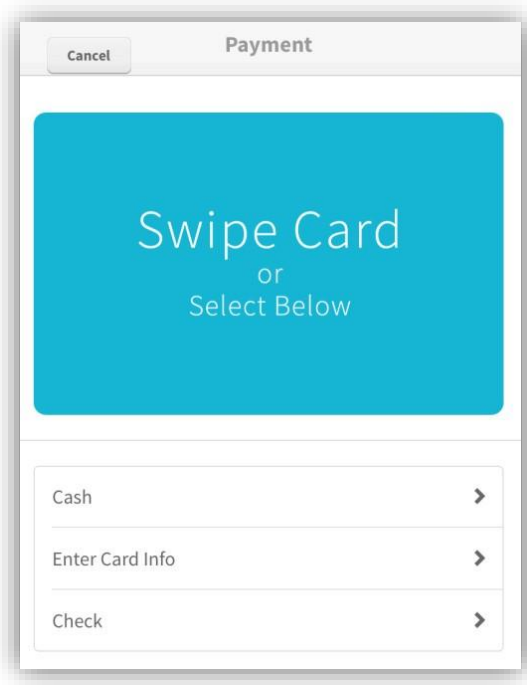 Cancel
Payment
Swipe Card
or
Select Below
Cash
Enter Card Info
Check